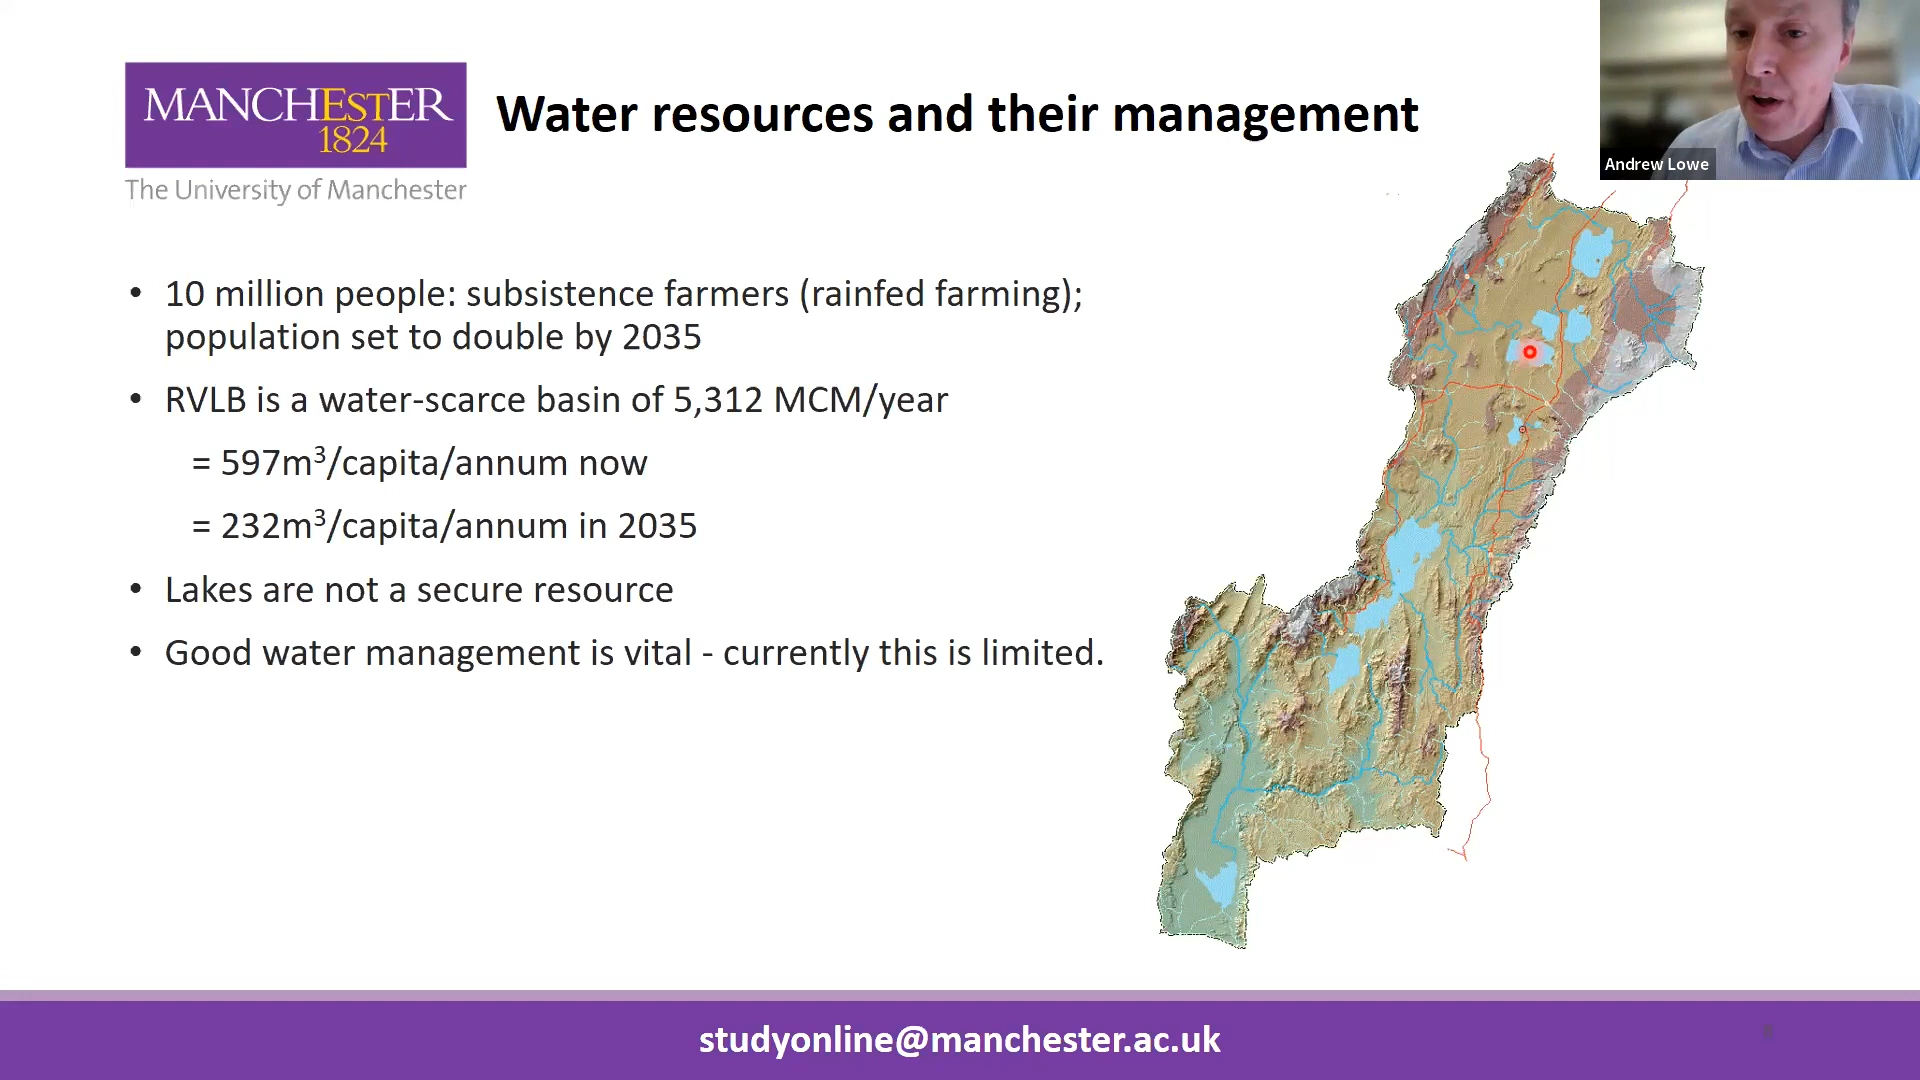 MANCHESTER
1824
The University of Manchester
Water resources and their management
Andrew Lowe
• 10 million people: subsistence farmers (rainfed farming);
population set to double by 2035
• RVLB is a water-scarce basin of 5,312 MCM/year
= 597m³/capita/annum now
= 232m³/capita/annum in 2035
• Lakes are not a secure resource
• Good water management is vital - currently this is limited.
studyonline@manchester.ac.uk